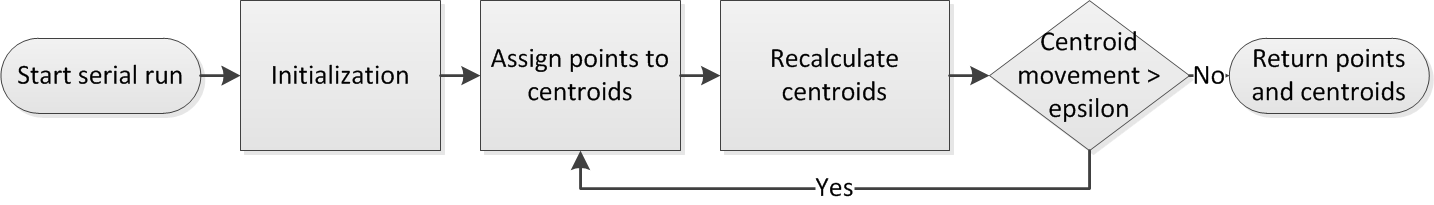 Start serial run
Initialization
Assign points to
centroids
Recalculate
centroids
Centroid
movement >
epsilon
No
Return points
and centroids
Yes